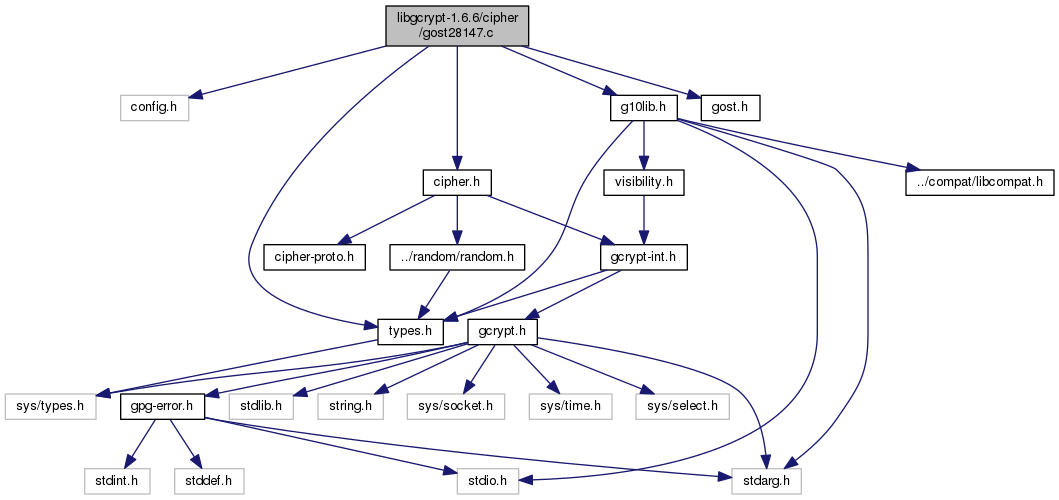 libgcrypt-1.6.6/cipher
/gost28147.c
config.h
g10lib.h
gost.h
cipher.h
visibility.h
../compat/libcompat.h
cipher-proto.h
../random/random.h
gcrypt-int.h
types.h
gcrypt.h
sys/types.h
gpg-error.h
stdlib.h
string.h
sys/socket.h
sys/time.h
sys/select.h
stdint.h
stddef.h
stdio.h
stdarg.h